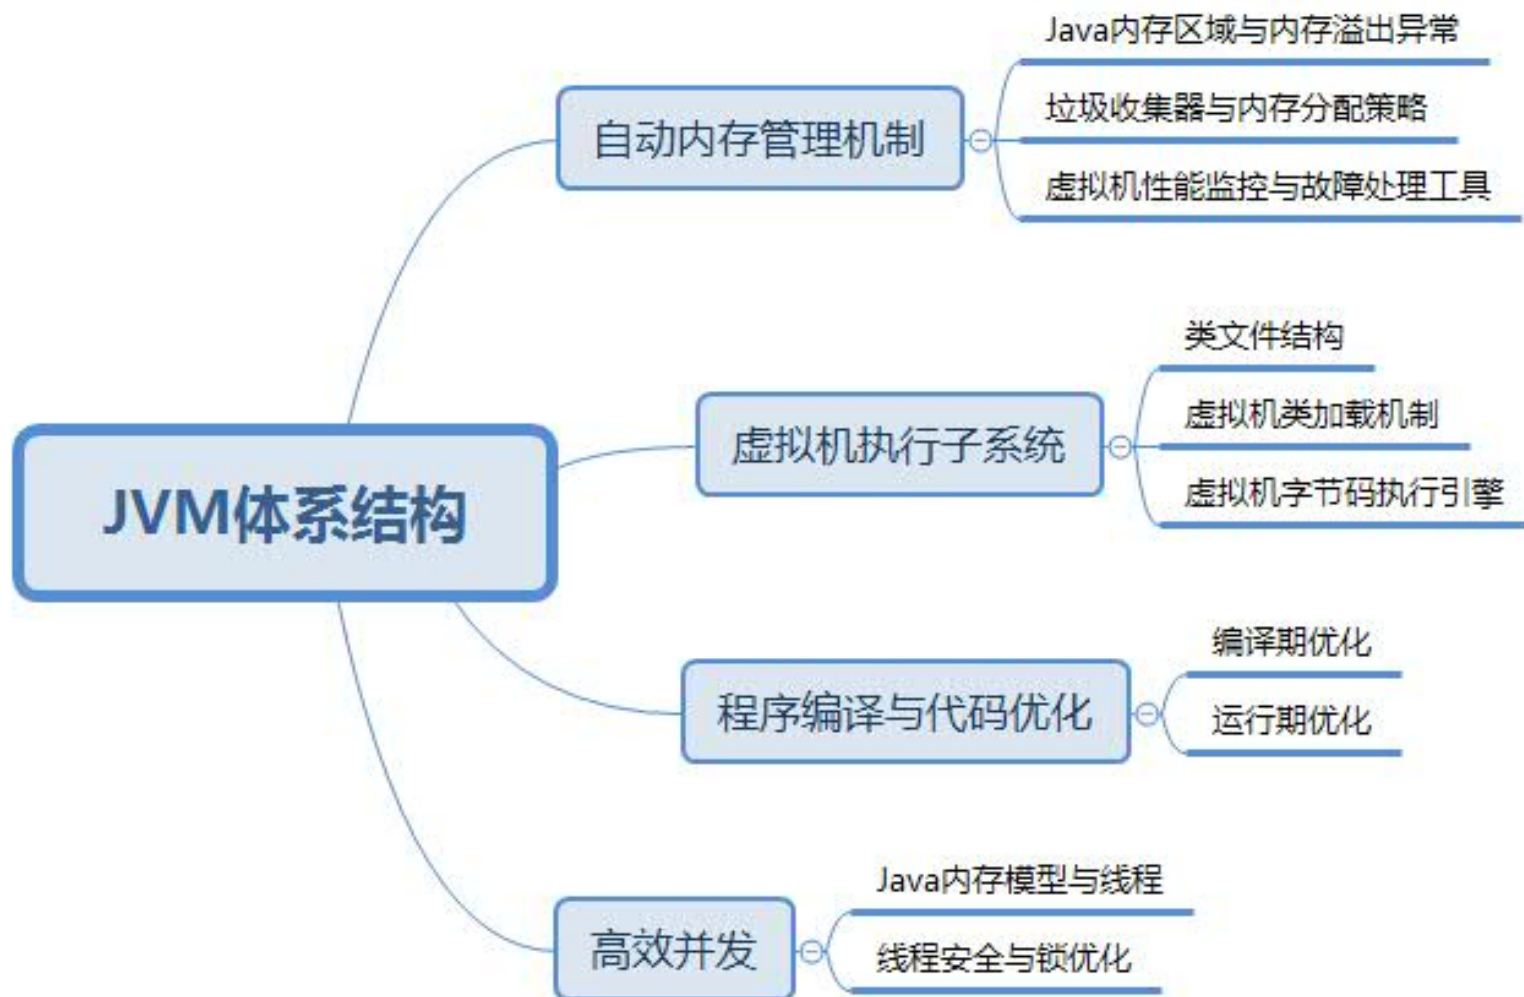 JVM体系结构
自动内存管理机制
Java内存区域与内存溢出异常
垃圾收集器与内存分配策略
虚拟机性能监控与故障处理工具
虚拟机执行子系统
类文件结构
虚拟机类加载机制
虚拟机字节码执行引擎
程序编译与代码优化
编译期优化
运行期优化
高效并发
Java内存模型与线程
线程安全与锁优化